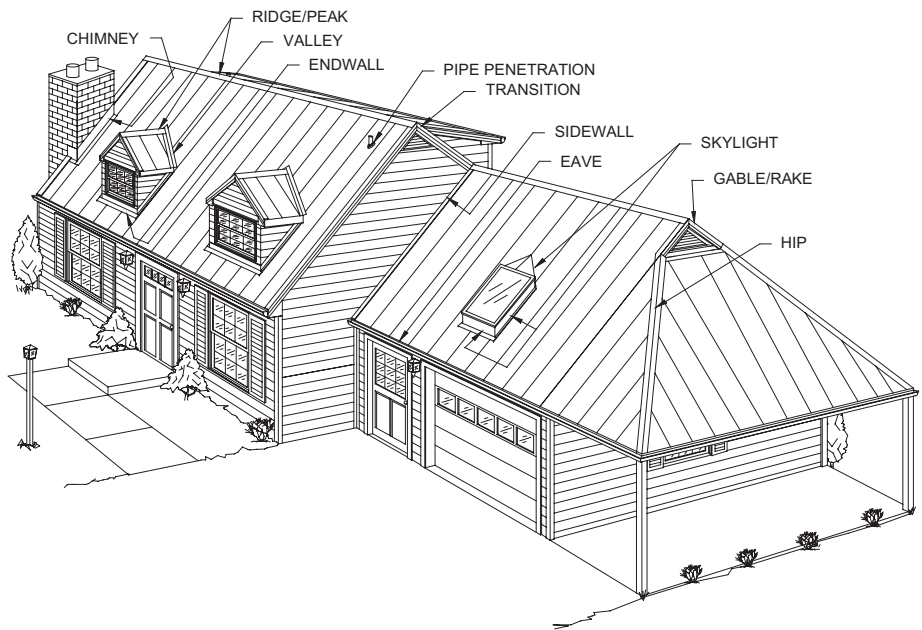 RIDGE/PEAK
CHIMNEY
VALLEY
ENDWALL
PIPE PENETRATION
TRANSITION
SIDEWALL
SKYLIGHT
EAVE
GABLE/RAKE
HIP